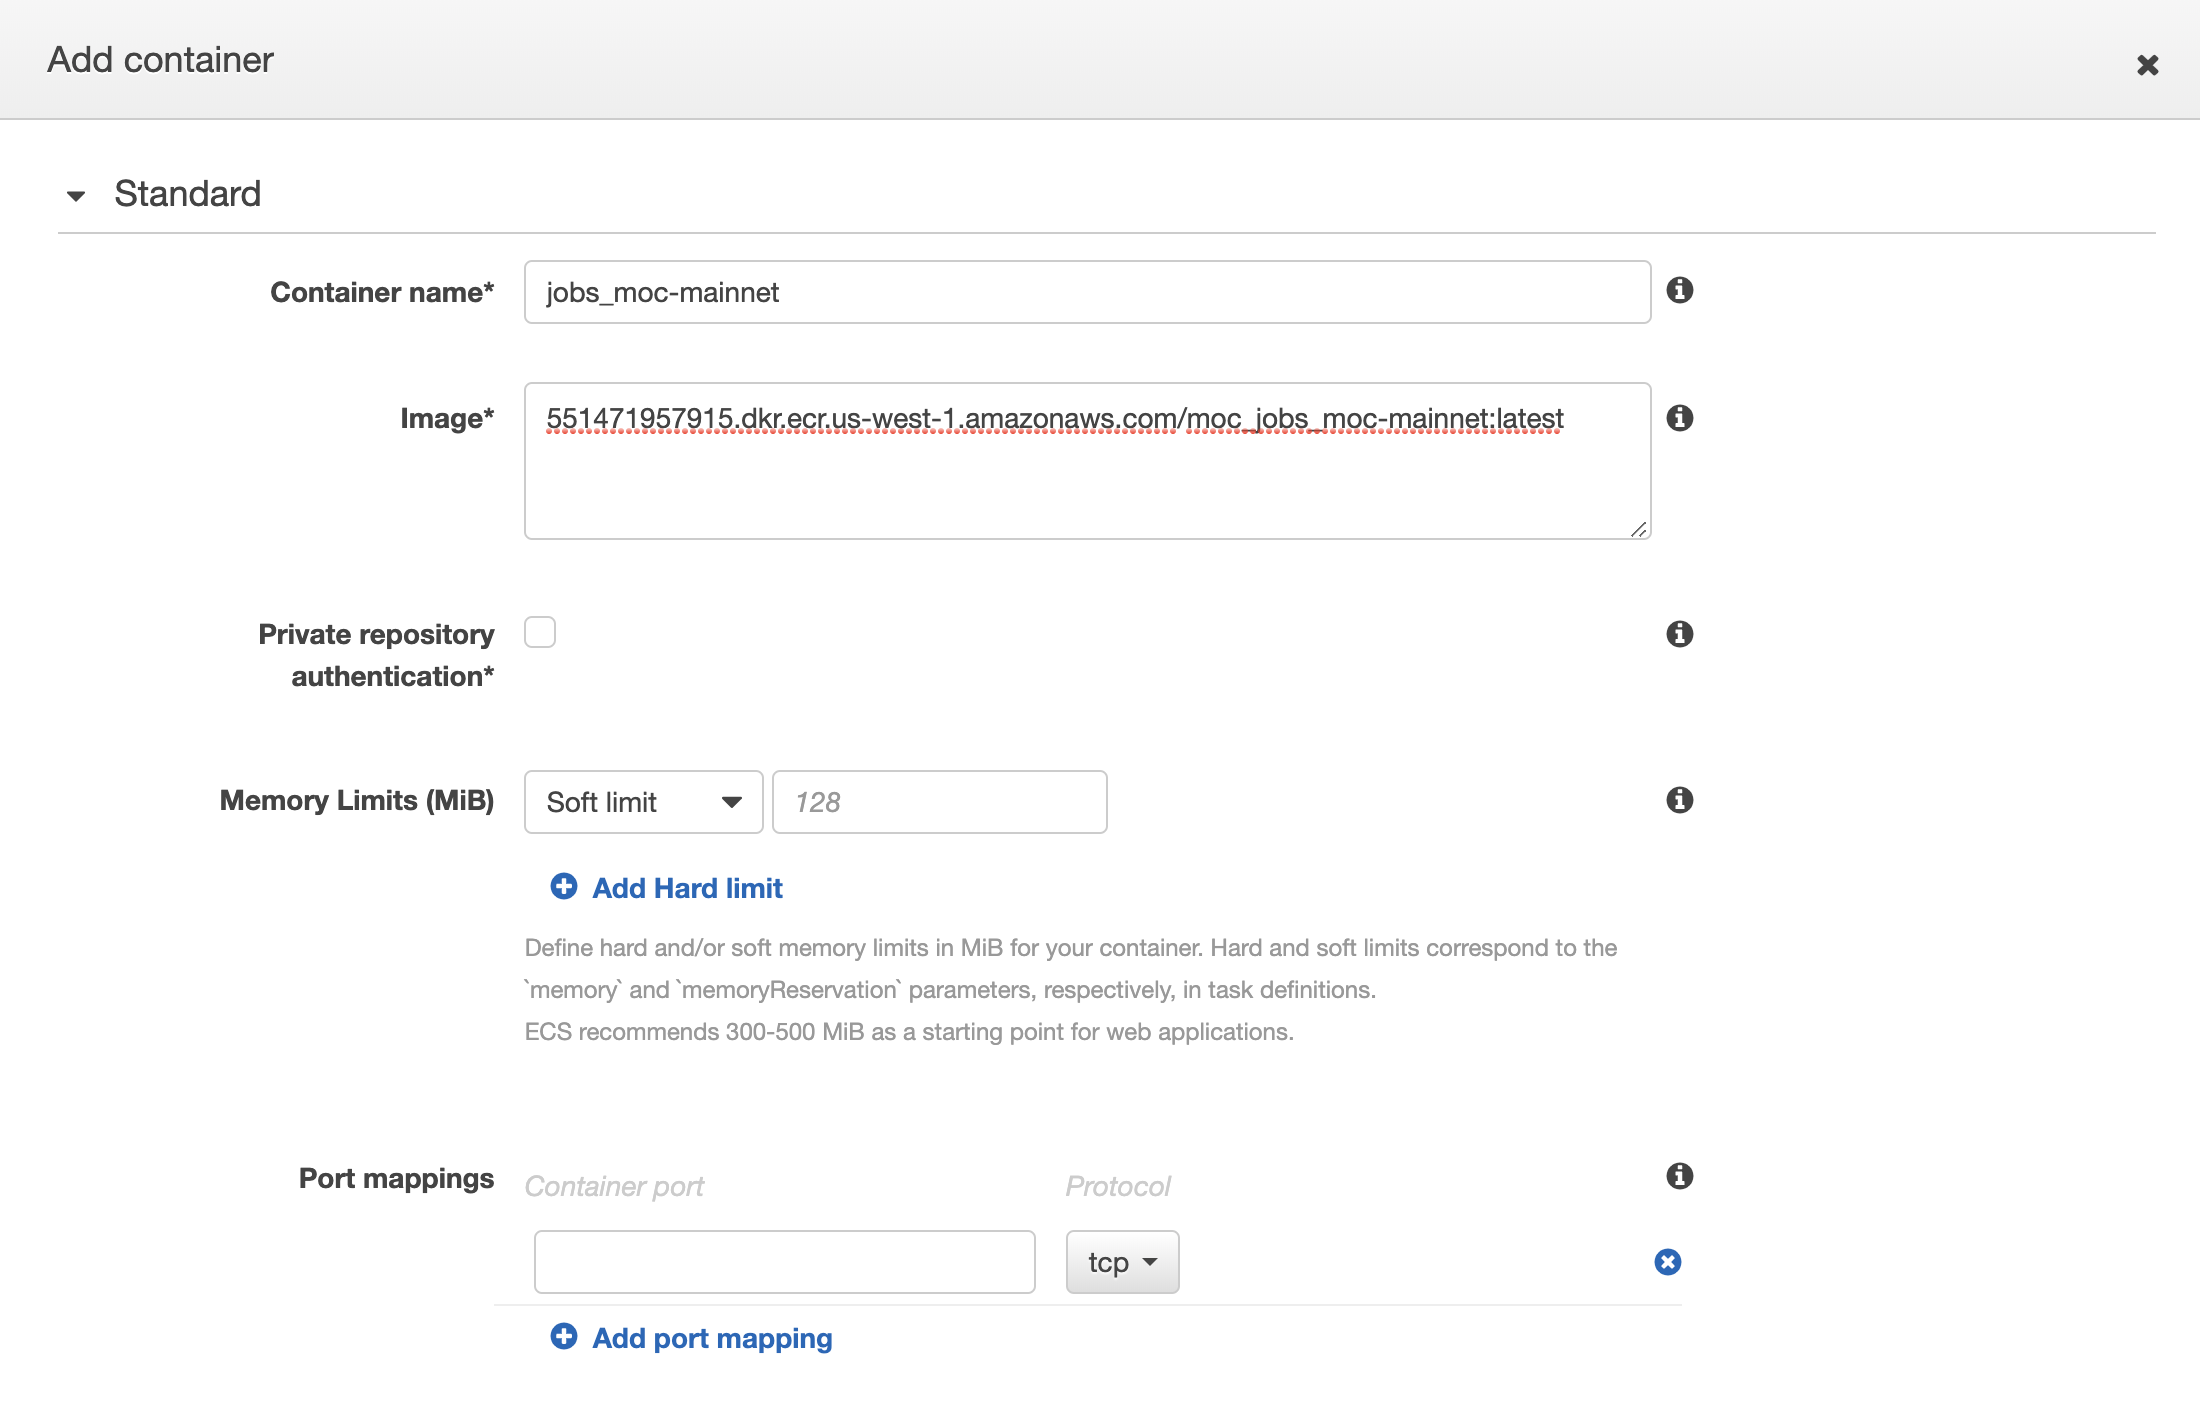 Add container
Standard
Container name*
jobs_moc-mainnet
Image*
551471957915.dkr.ecr.us-west-1.amazonaws.com/moc_jobs_moc-mainnet:latest
Private repository
authentication*
Memory Limits (MiB)
Soft limit
128
Add Hard limit
Define hard and/or soft memory limits in MiB for your container. Hard and soft limits correspond to the
`memory` and `memoryReservation` parameters, respectively, in task definitions.
ECS recommends 300-500 MiB as a starting point for web applications.
Port mappings
Container port
Protocol
tcp
Add port mapping